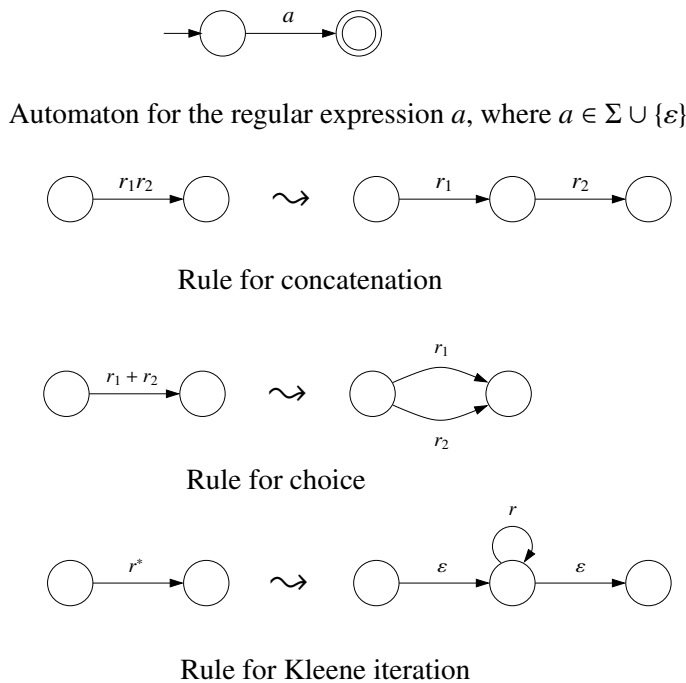 a
Automaton for the regular expression a, where a ∈ Σ ∪ {ε}
r₁r₂ ⤳ r₁ r₂
Rule for concatenation
r₁ + r₂ ⤳ r₁
r₂
Rule for choice
r
r* ⤳ ε ε
Rule for Kleene iteration